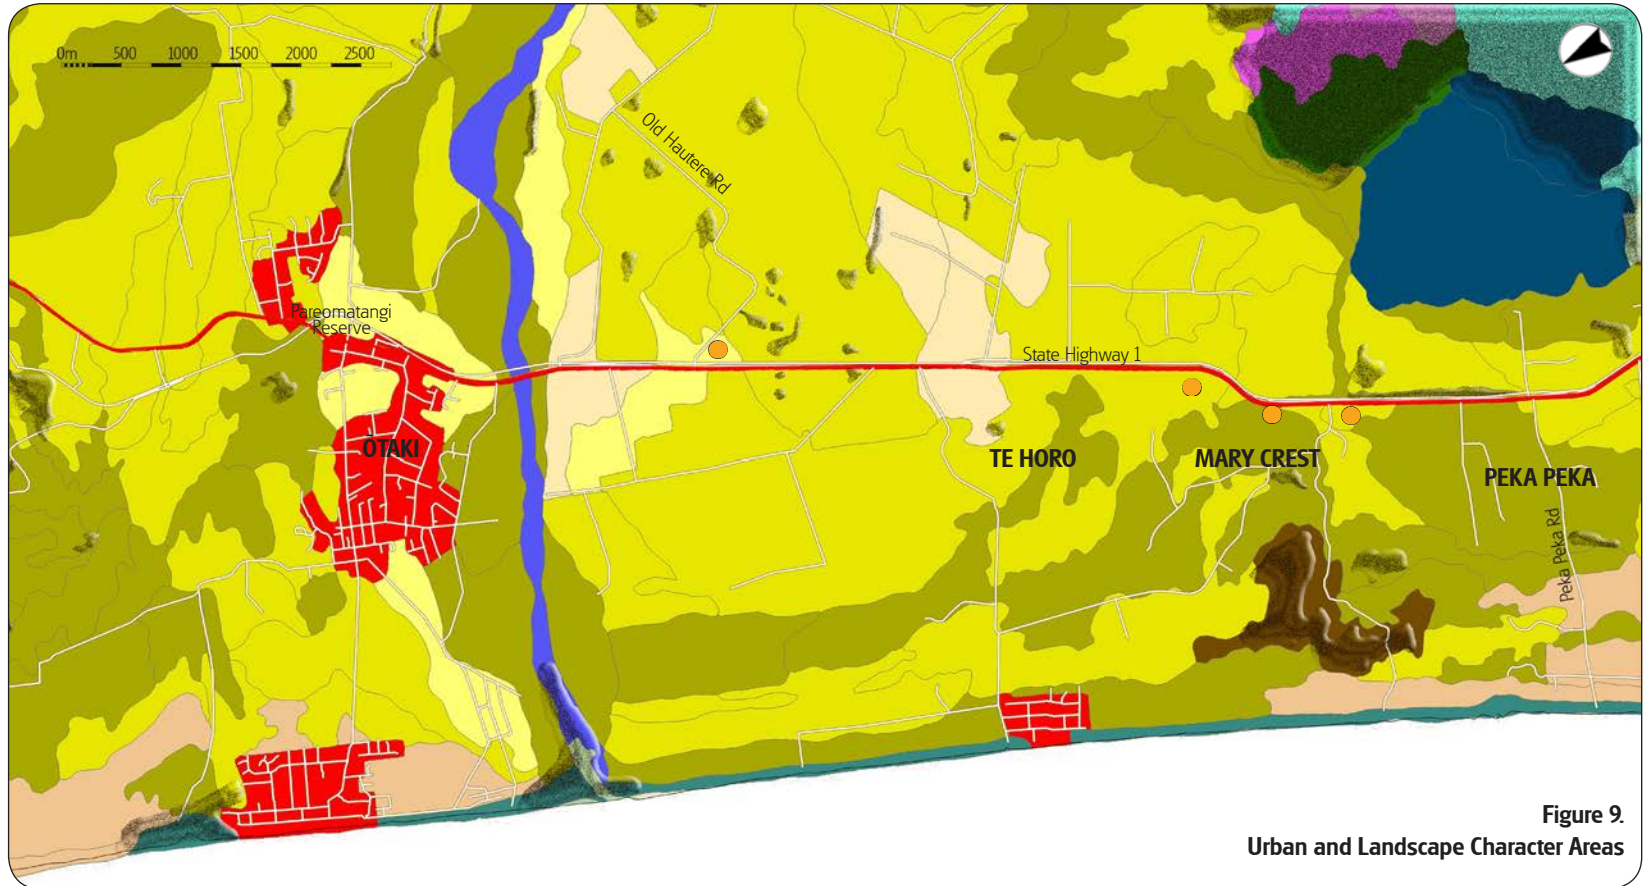 0m 500 1000 1500 2000 2500
Old Hautere Rd
Pareomatangi
Reserve
State Highway 1
ŌTAKI
TE HORO
MARY CREST
PEKA PEKA
Peka Peka Rd
Figure 9.
Urban and Landscape Character Areas